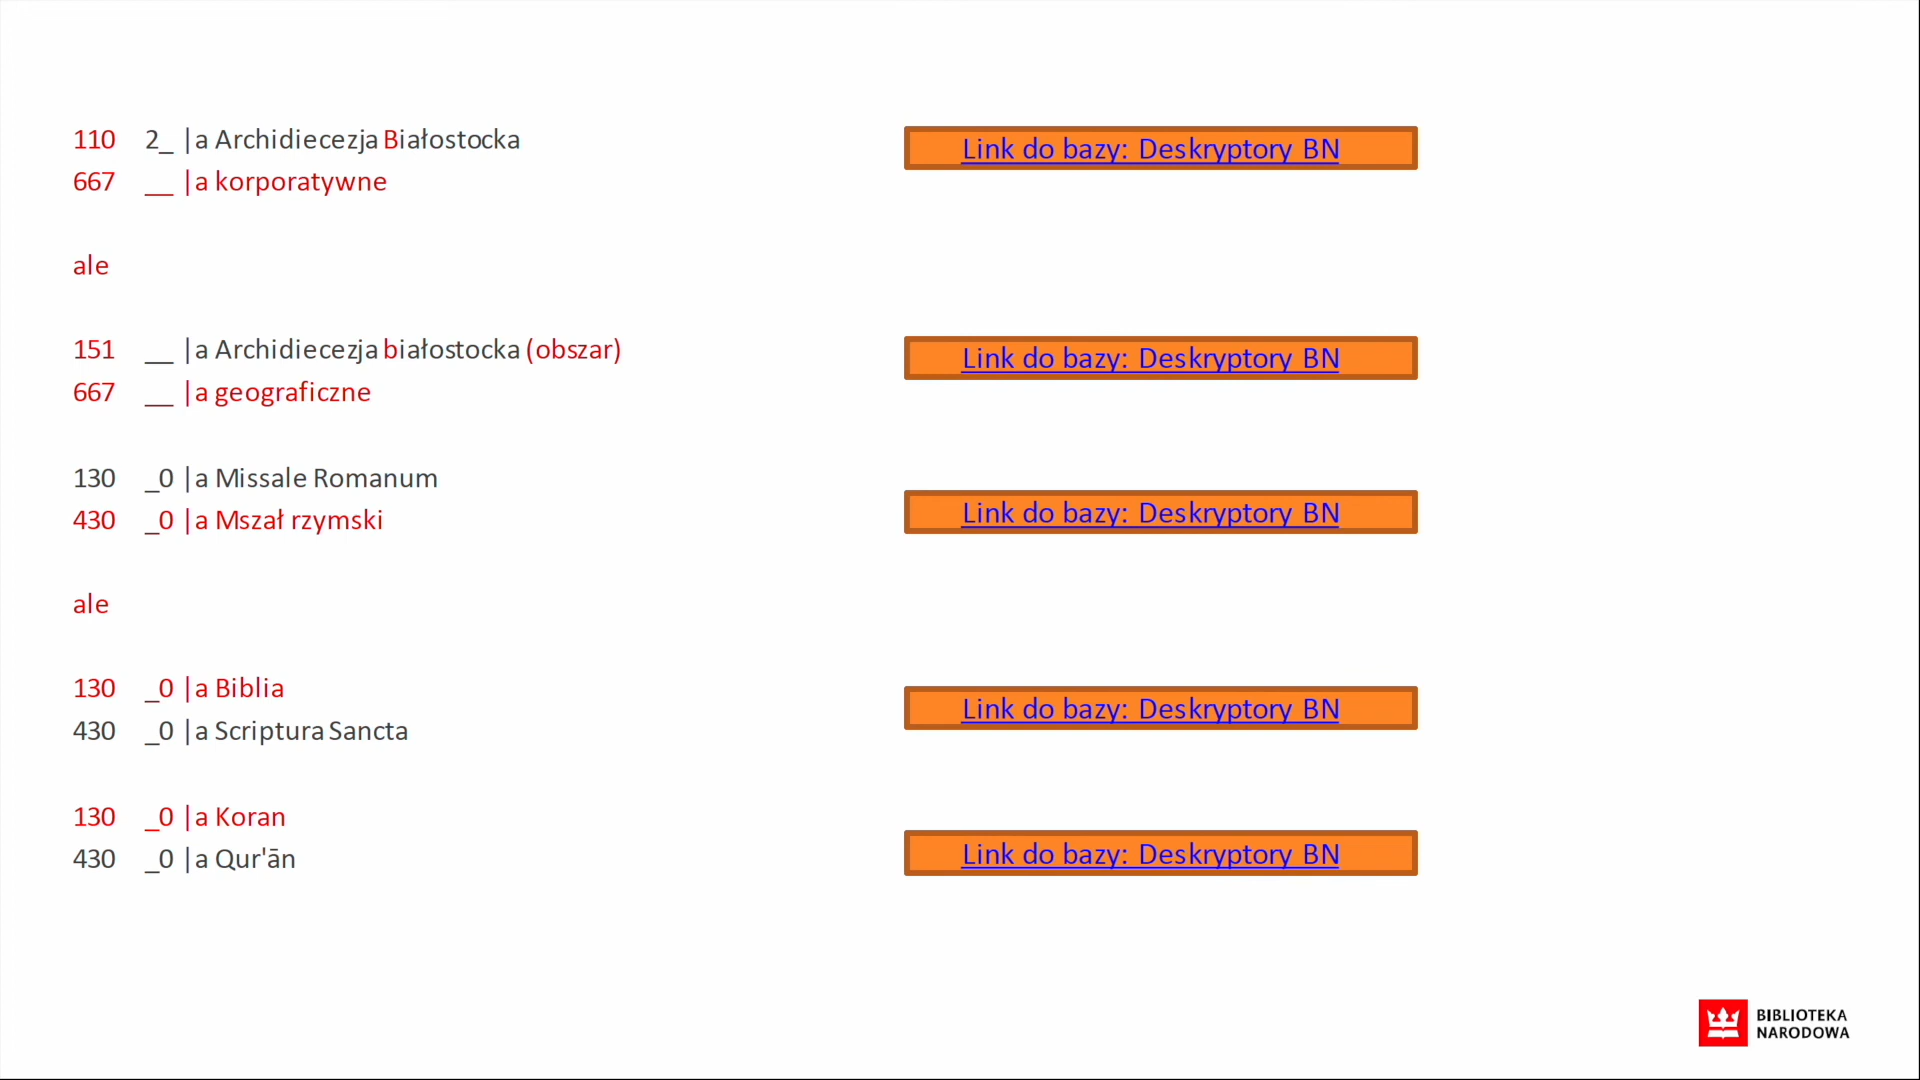 110 2_ |a Archidiecezja Białostocka
Link do bazy: Deskryptory BN
667 __ |a korporatywne
ale
151 __ |a Archidiecezja białostocka (obszar)
Link do bazy: Deskryptory BN
667 __ |a geograficzne
130 _0 |a Missale Romanum
Link do bazy: Deskryptory BN
430 _0 |a Mszał rzymski
ale
130 _0 |a Biblia
Link do bazy: Deskryptory BN
430 _0 |a Scriptura Sancta
130 _0 |a Koran
Link do bazy: Deskryptory BN
430 _0 |a Qur'ān
BIBLIOTEKA
NARODOWA